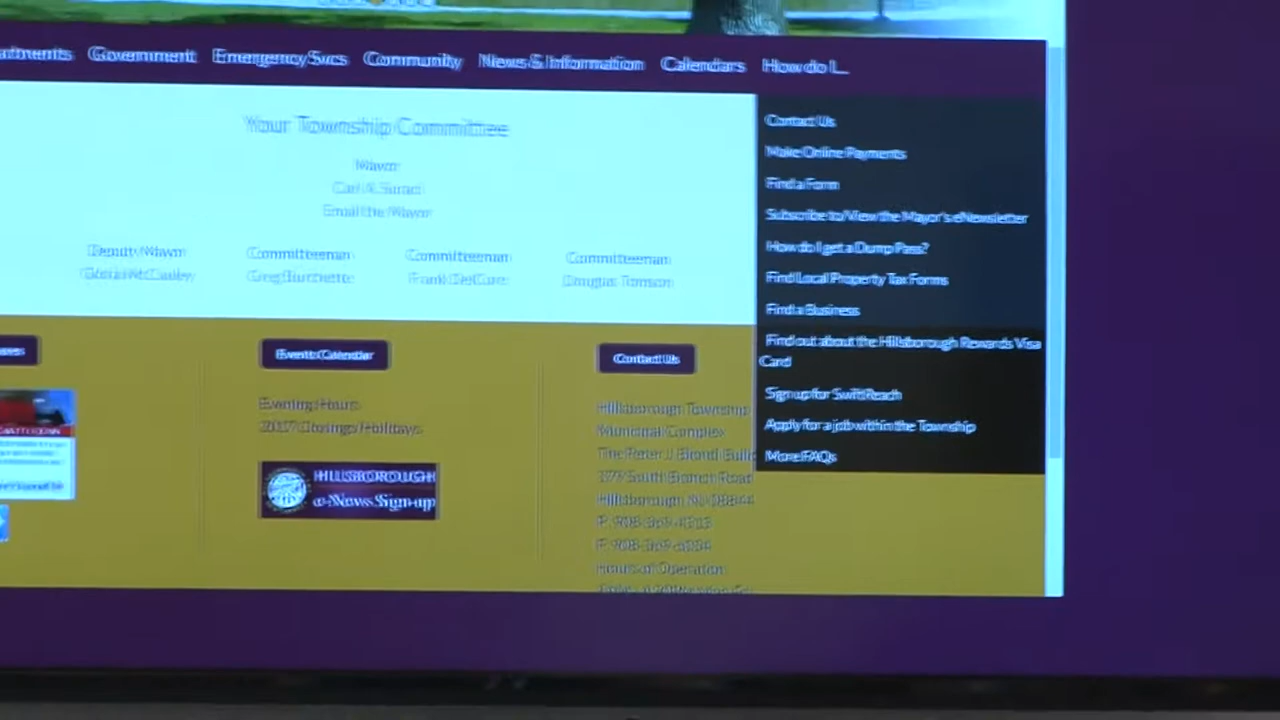 Government Emergency Svcs Community News & Information Calendars How do I...
Your Township Committee
Mayor
Carl A. Suraci
Email the Mayor
Deputy Mayor Committeeman Committeeman Committeeman
Gloria McCauley Greg Burchette Frank DelCore Douglas Tomson
Contact Us
Make Online Payments
Find a Form
Subscribe to/View the Mayor's eNewsletter
How do I get a Dump Pass?
Find Local Property Tax Forms
Find a Business
Find out about the Hillsborough Rewards Visa
Card
Sign up for SwiftReach
Apply for a job within the Township
More FAQs
Events Calendar
Evening Hours
2017 Closings/Holidays
HILLSBOROUGH
e-News Sign-up
Contact Us
Hillsborough Township
Municipal Complex
The Peter J. Biondi
379 South Branch Road
Hillsborough NJ 08844
Hours of Operation